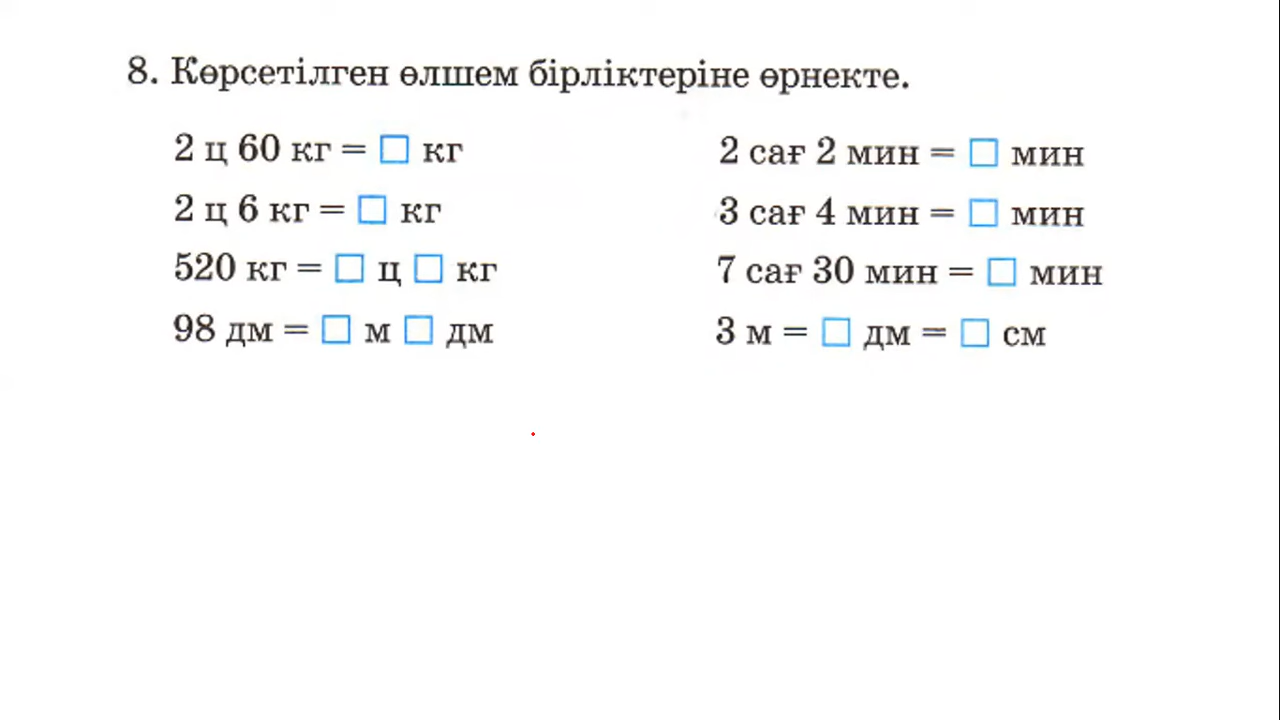 8. Көрсетілген өлшем бірліктеріне өрнекте.
2 ц 60 кг = □ кг
2 ц 6 кг = □ кг
520 кг = □ ц □ кг
98 дм = □ м □ дм
2 сағ 2 мин = □ мин
3 сағ 4 мин = □ мин
7 сағ 30 мин = □ мин
3 м = □ дм = □ см